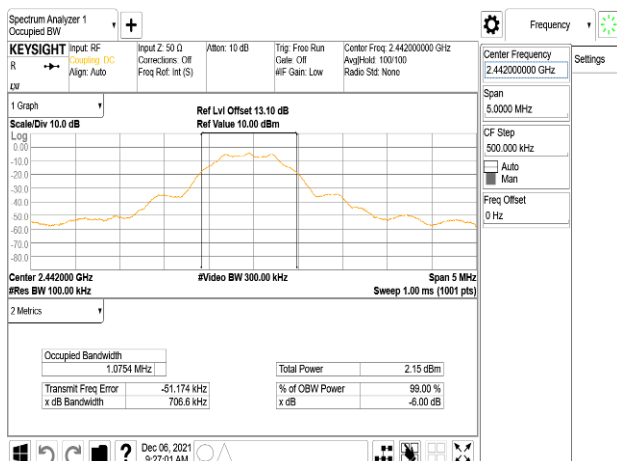 Spectrum Analyzer 1
Occupied BW
+
Frequency
KEYSIGHT
R
LXI
Input: RF
Coupling: DC
Align: Auto
Input Z: 50 Ω
Corrections: Off
Freq Ref: Int (S)
Atten: 10 dB
Trig: Free Run
Gate: Off
#IF Gain: Low
Center Freq: 2.442000000 GHz
Avg|Hold: 100/100
Radio Std: None
Center Frequency
2.442000000 GHz
Settings
Span
5.0000 MHz
CF Step
500.000 kHz
Auto
Man
Freq Offset
0 Hz
1 Graph
Scale/Div 10.0 dB
Ref Lvl Offset 13.10 dB
Ref Value 10.00 dBm
Log
0.00
-10.0
-20.0
-30.0
-40.0
-50.0
-60.0
-70.0
-80.0
Center 2.442000 GHz
#Res BW 100.00 kHz
#Video BW 300.00 kHz
Span 5 MHz
Sweep 1.00 ms (1001 pts)
2 Metrics
Occupied Bandwidth
1.0754 MHz
Transmit Freq Error -51.174 kHz
x dB Bandwidth 706.6 kHz
Total Power 2.15 dBm
% of OBW Power 99.00 %
x dB -6.00 dB
?
Dec 06, 2021
9:27:01 AM